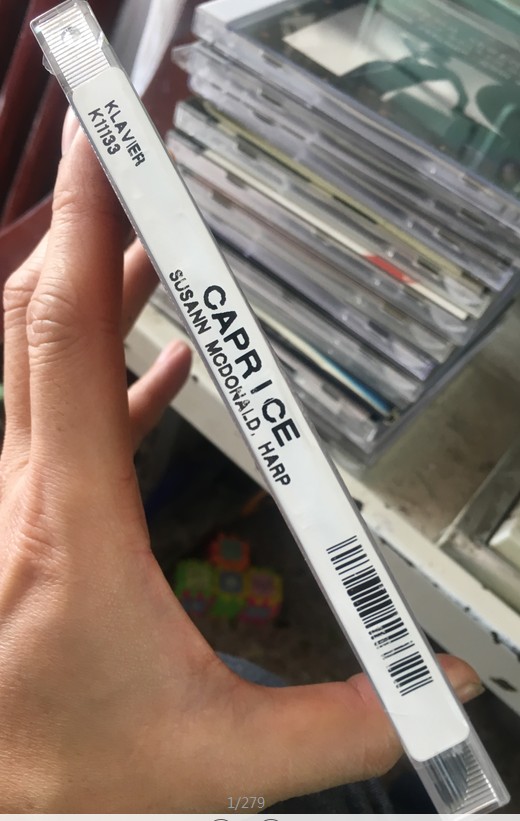 KLAVIER
K11133
CAPRICE
SUSANN MCDONALD, HARP
1/279